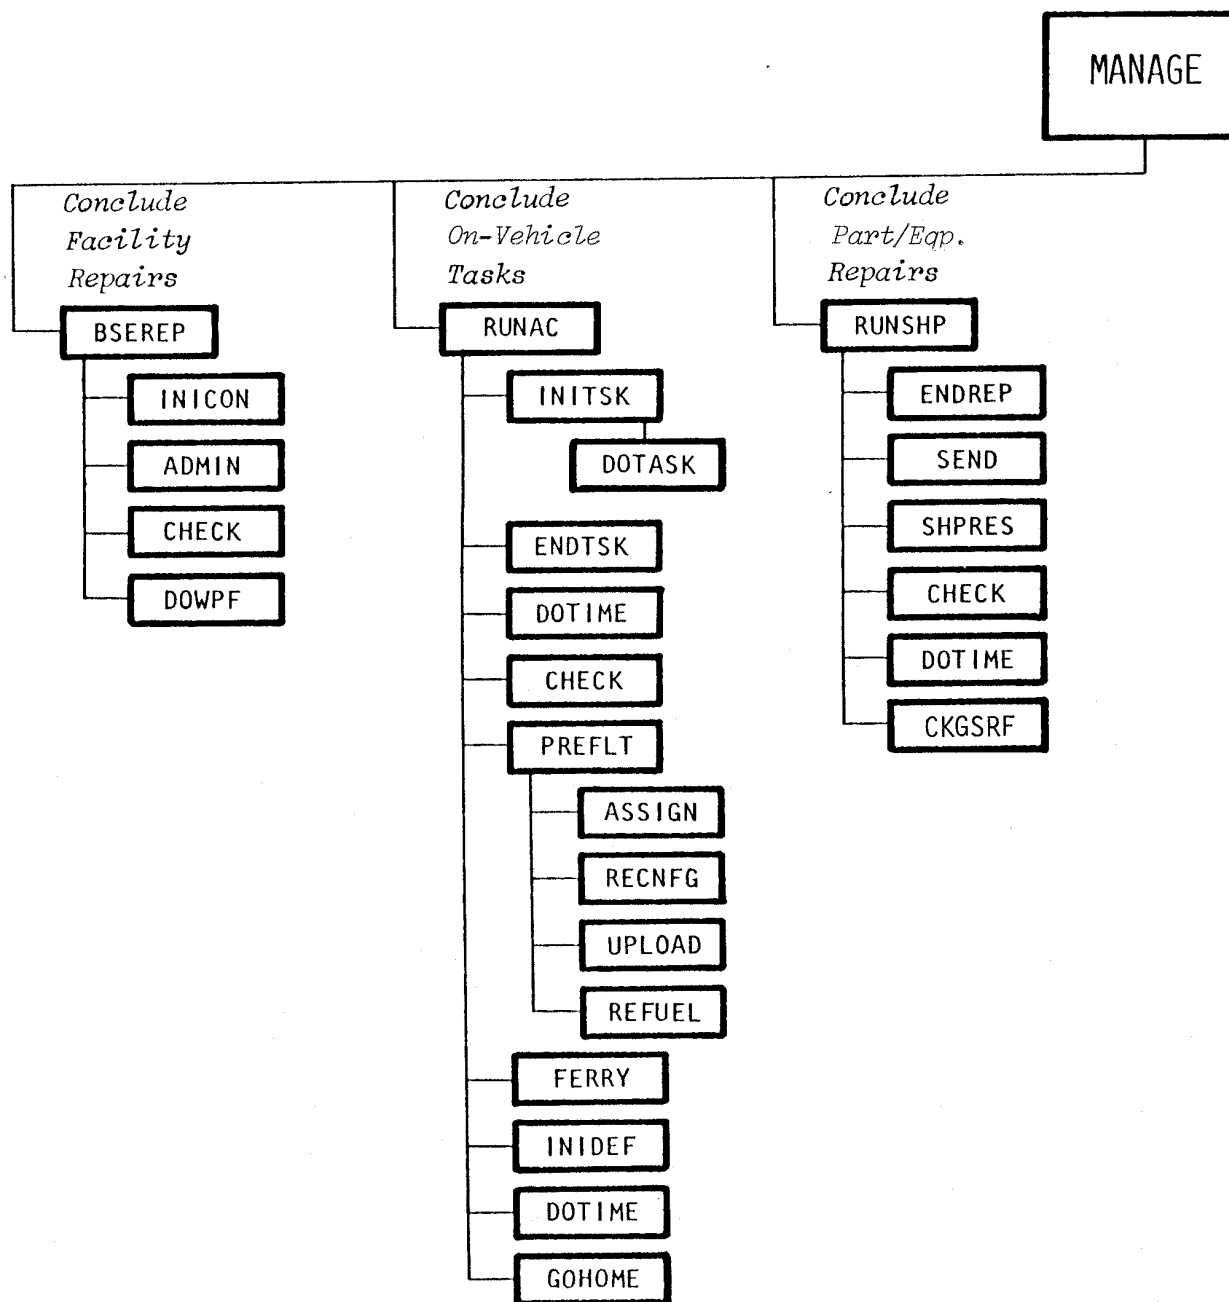 MANAGE
Conclude
Facility
Repairs
BSEREP
INICON
ADMIN
CHECK
DOWPF
Conclude
On-Vehicle
Tasks
RUNAC
INITSK
DOTASK
ENDTSK
DOTIME
CHECK
PREFLT
ASSIGN
RECNFG
UPLOAD
REFUEL
FERRY
INIDEF
DOTIME
GOHOME
Conclude
Part/Eqp.
Repairs
RUNSHP
ENDREP
SEND
SHPRES
CHECK
DOTIME
CKGSRF